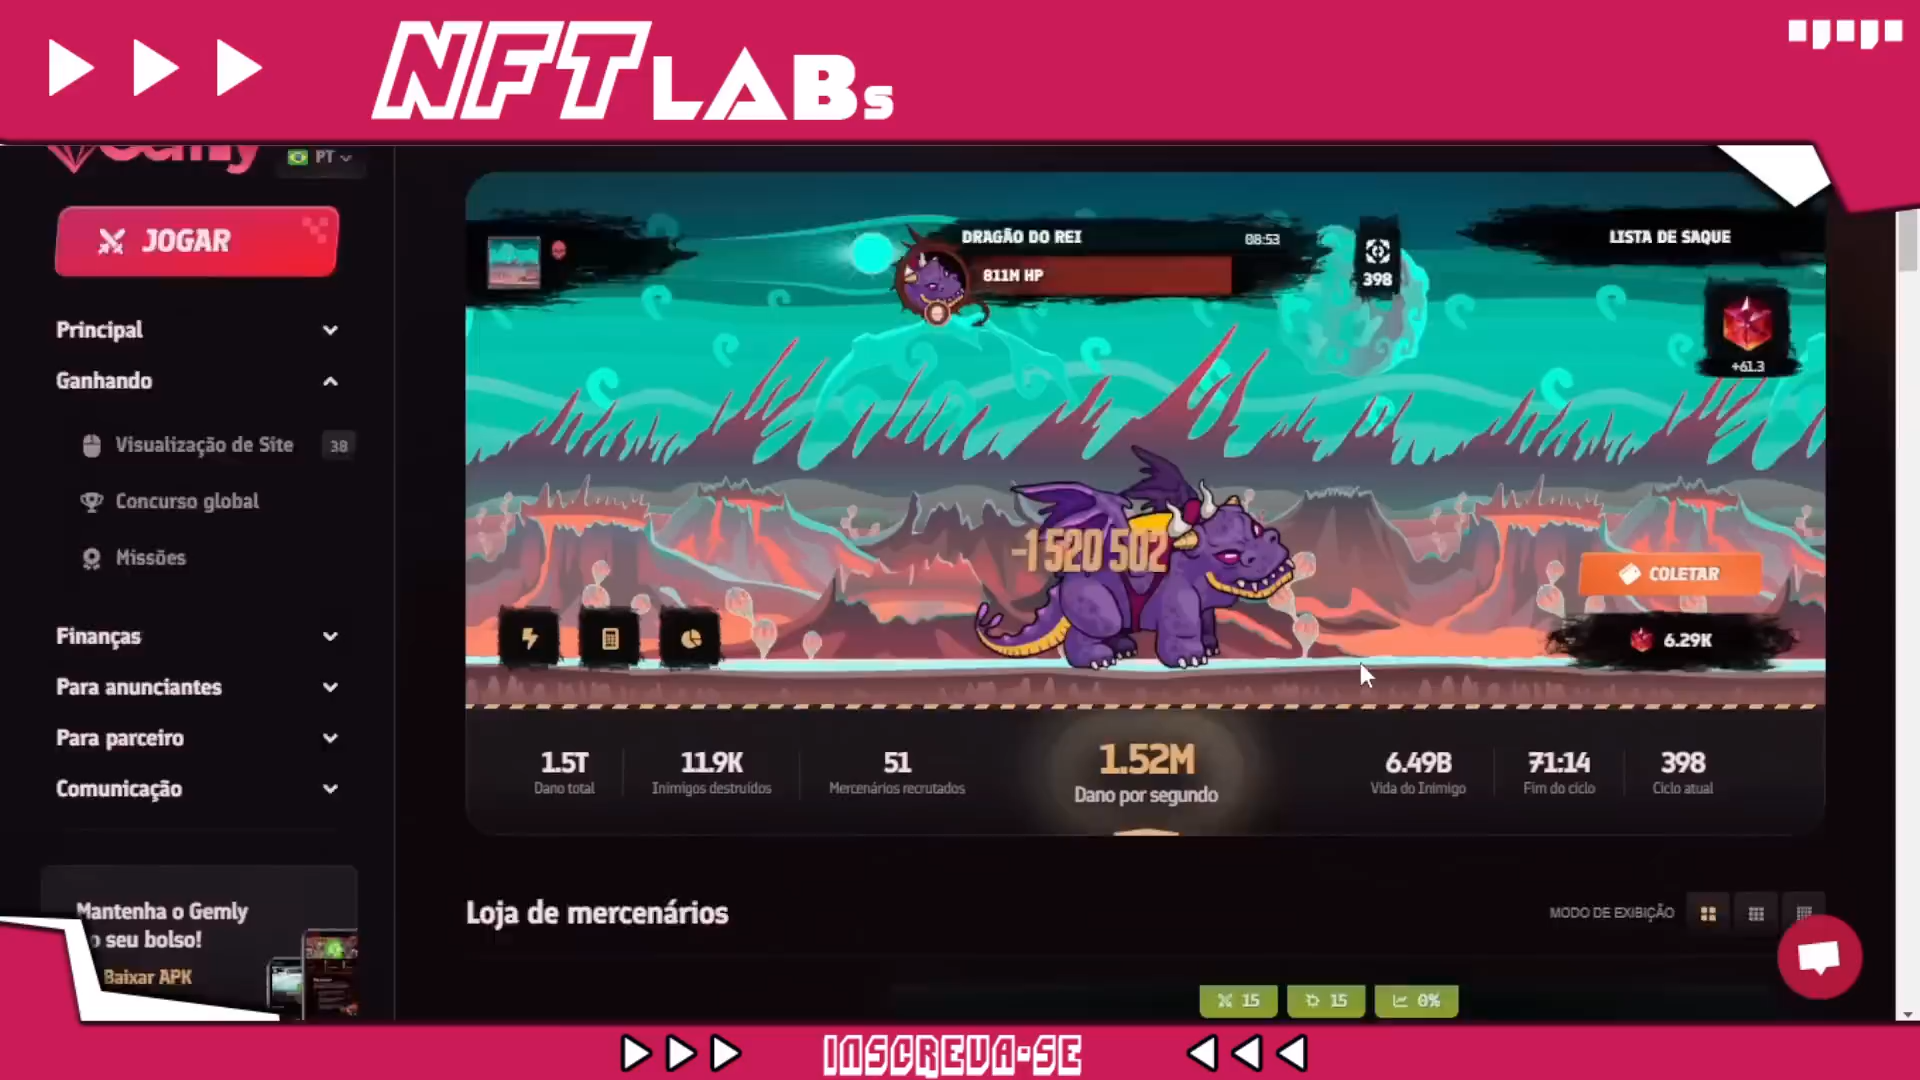 NFT LABs
Gemly
PT
JOGAR
Principal
Ganhando
Visualização de Site 38
Concurso global
Missões
Finanças
Para anunciantes
Para parceiro
Comunicação
Mantenha o Gemly
o seu bolso!
Baixar APK
DRAGÃO DO REI 08:53
811M HP
398
LISTA DE SAQUE
+61.3
-1 520 502
COLETAR
6.29K
1.5T
Dano total
11.9K
Inimigos destruídos
51
Mercenários recrutados
1.52M
Dano por segundo
6.49B
Vida do Inimigo
71:14
Fim do ciclo
398
Ciclo atual
Loja de mercenários
MODO DE EXIBIÇÃO
15 15 0%
INSCREVA-SE